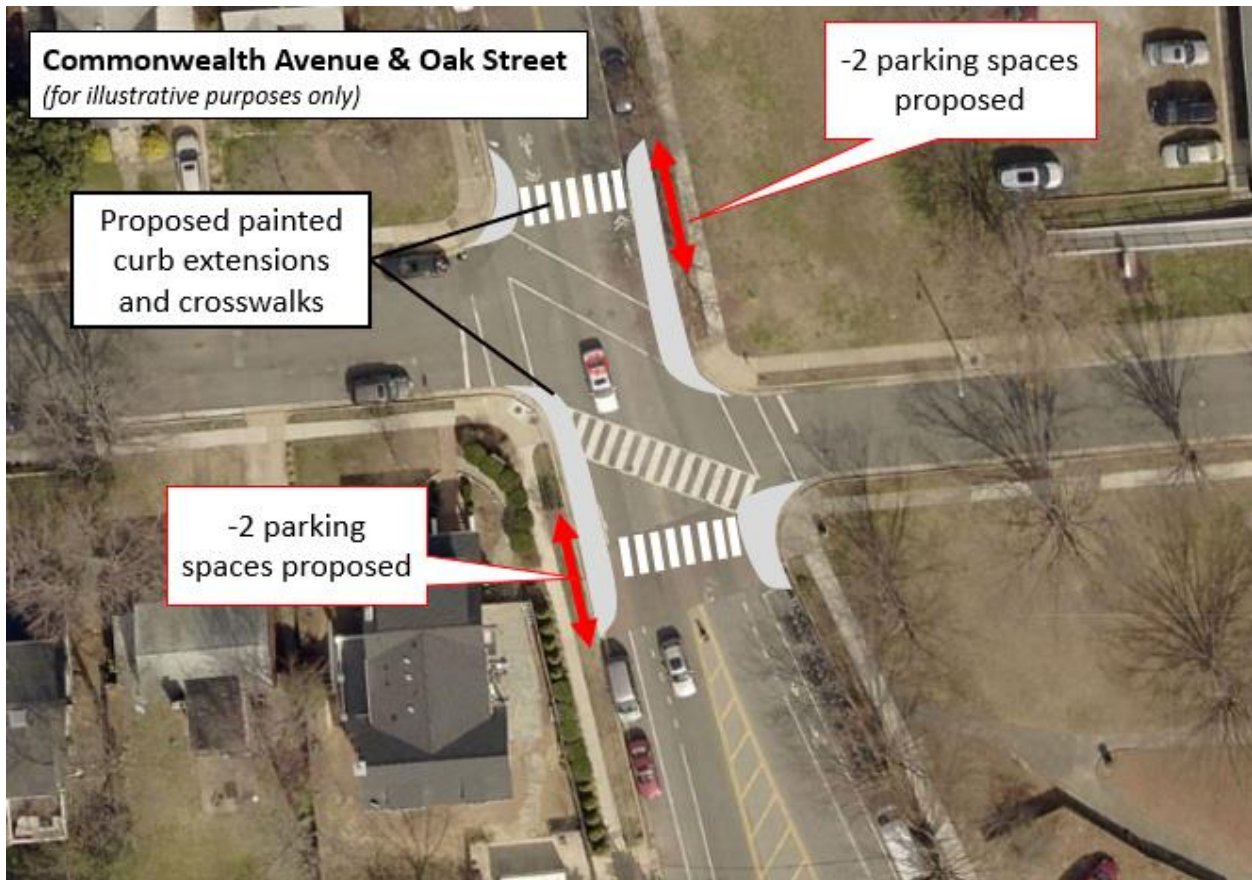 Commonwealth Avenue & Oak Street
(for illustrative purposes only)
-2 parking spaces
proposed
Proposed painted
curb extensions
and crosswalks
-2 parking
spaces proposed